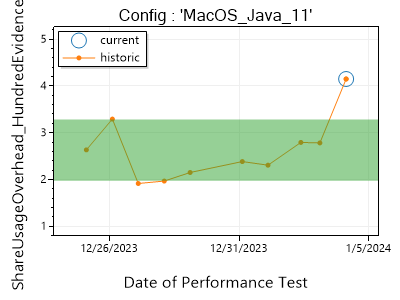 Config : 'MacOS_Java_11'
current
historic
5
4
3
2
1
ShareUsageOverhead_HundredEvidence
12/26/2023
12/31/2023
1/5/2024
Date of Performance Test